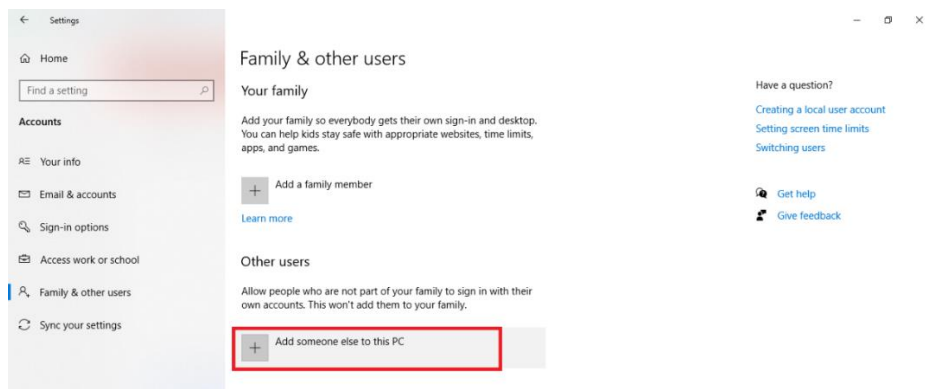 Settings
Home
Find a setting
Accounts
Your info
Email & accounts
Sign-in options
Access work or school
Family & other users
Sync your settings
Family & other users
Your family
Add your family so everybody gets their own sign-in and desktop.
You can help kids stay safe with appropriate websites, time limits,
apps, and games.
Add a family member
Learn more
Other users
Allow people who are not part of your family to sign in with their
own accounts. This won't add them to your family.
Add someone else to this PC
Have a question?
Creating a local user account
Setting screen time limits
Switching users
Get help
Give feedback